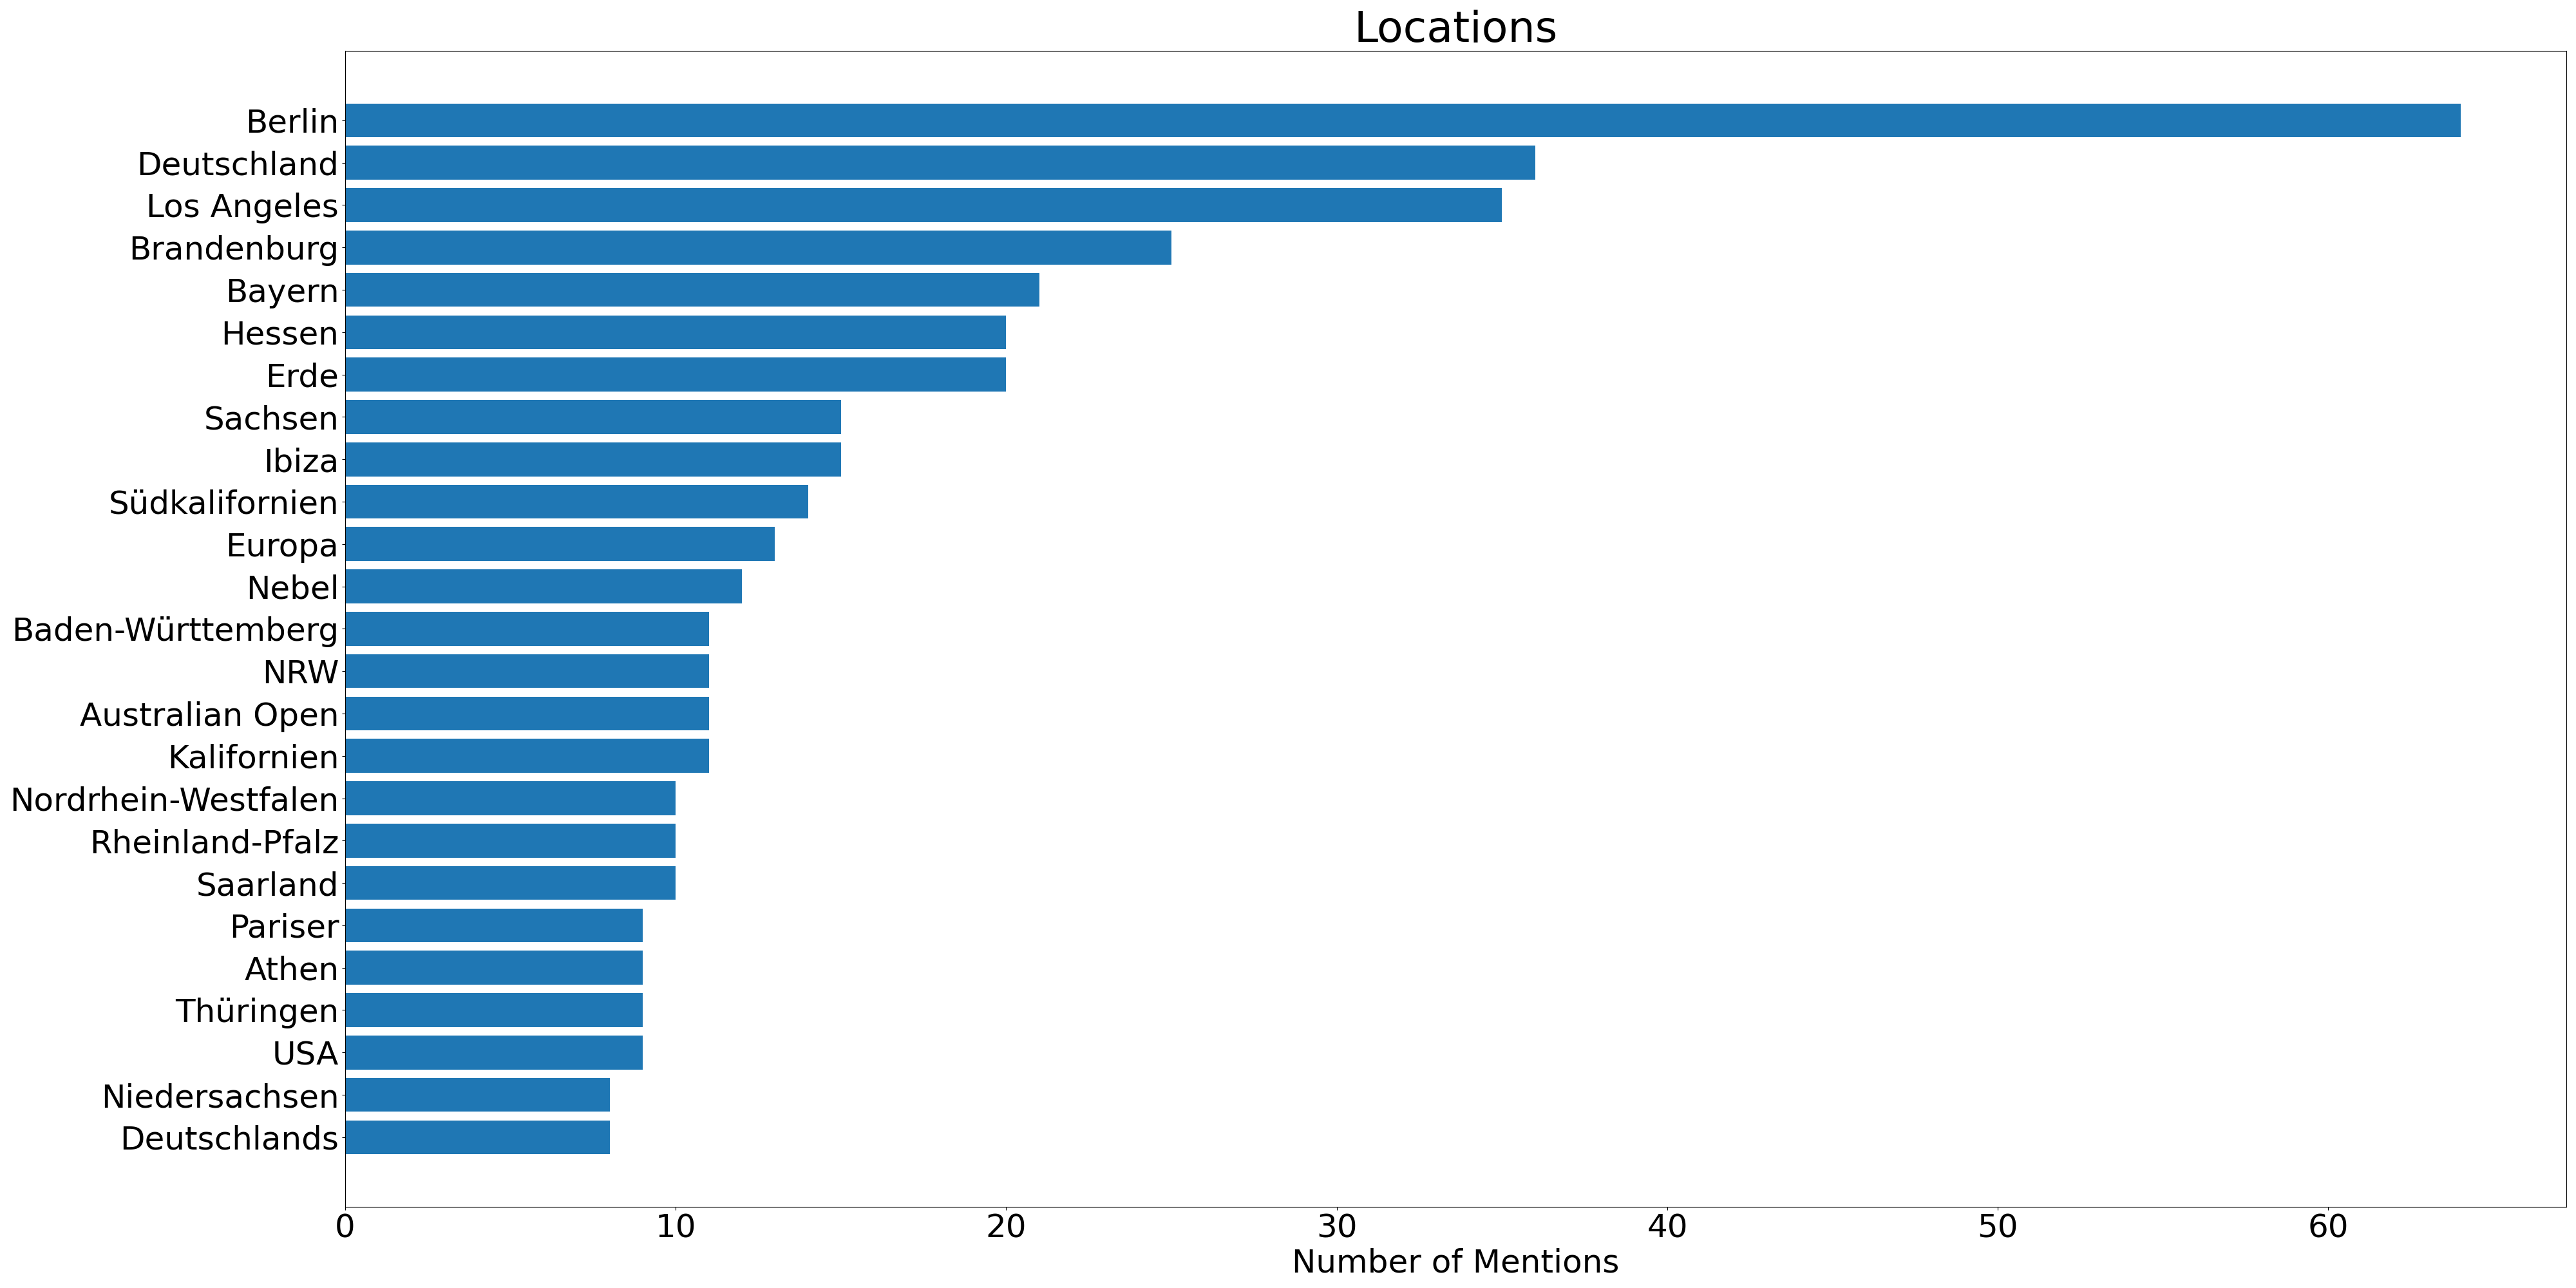 Locations
Berlin
Deutschland
Los Angeles
Brandenburg
Bayern
Hessen
Erde
Sachsen
Ibiza
Südkalifornien
Europa
Nebel
Baden-Württemberg
NRW
Australian Open
Kalifornien
Nordrhein-Westfalen
Rheinland-Pfalz
Saarland
Pariser
Athen
Thüringen
USA
Niedersachsen
Deutschlands
0 10 20 30 40 50 60
Number of Mentions